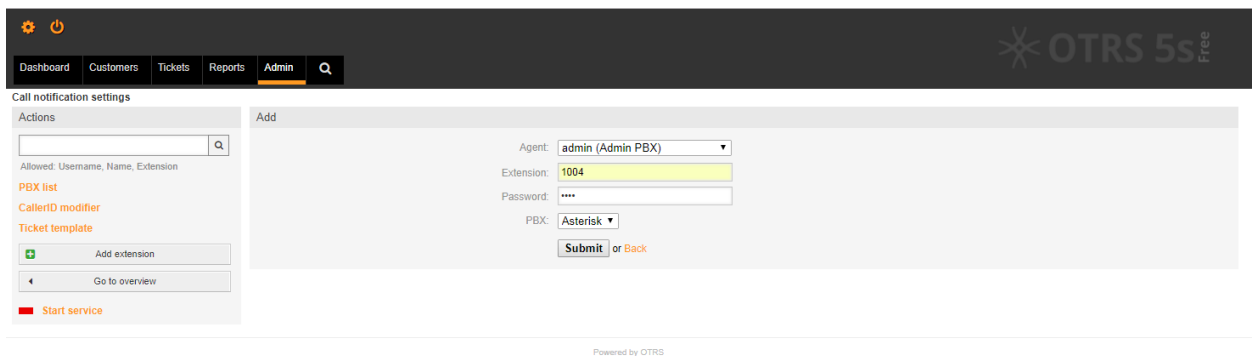 OTRS 5s Free
Dashboard Customers Tickets Reports Admin
Call notification settings
Actions
Allowed: Username, Name, Extension
PBX list
CallerID modifier
Ticket template
Add extension
Go to overview
Start service
Add
Agent: admin (Admin PBX)
Extension: 1004
Password: ••••
PBX: Asterisk
Submit or Back
Powered by OTRS